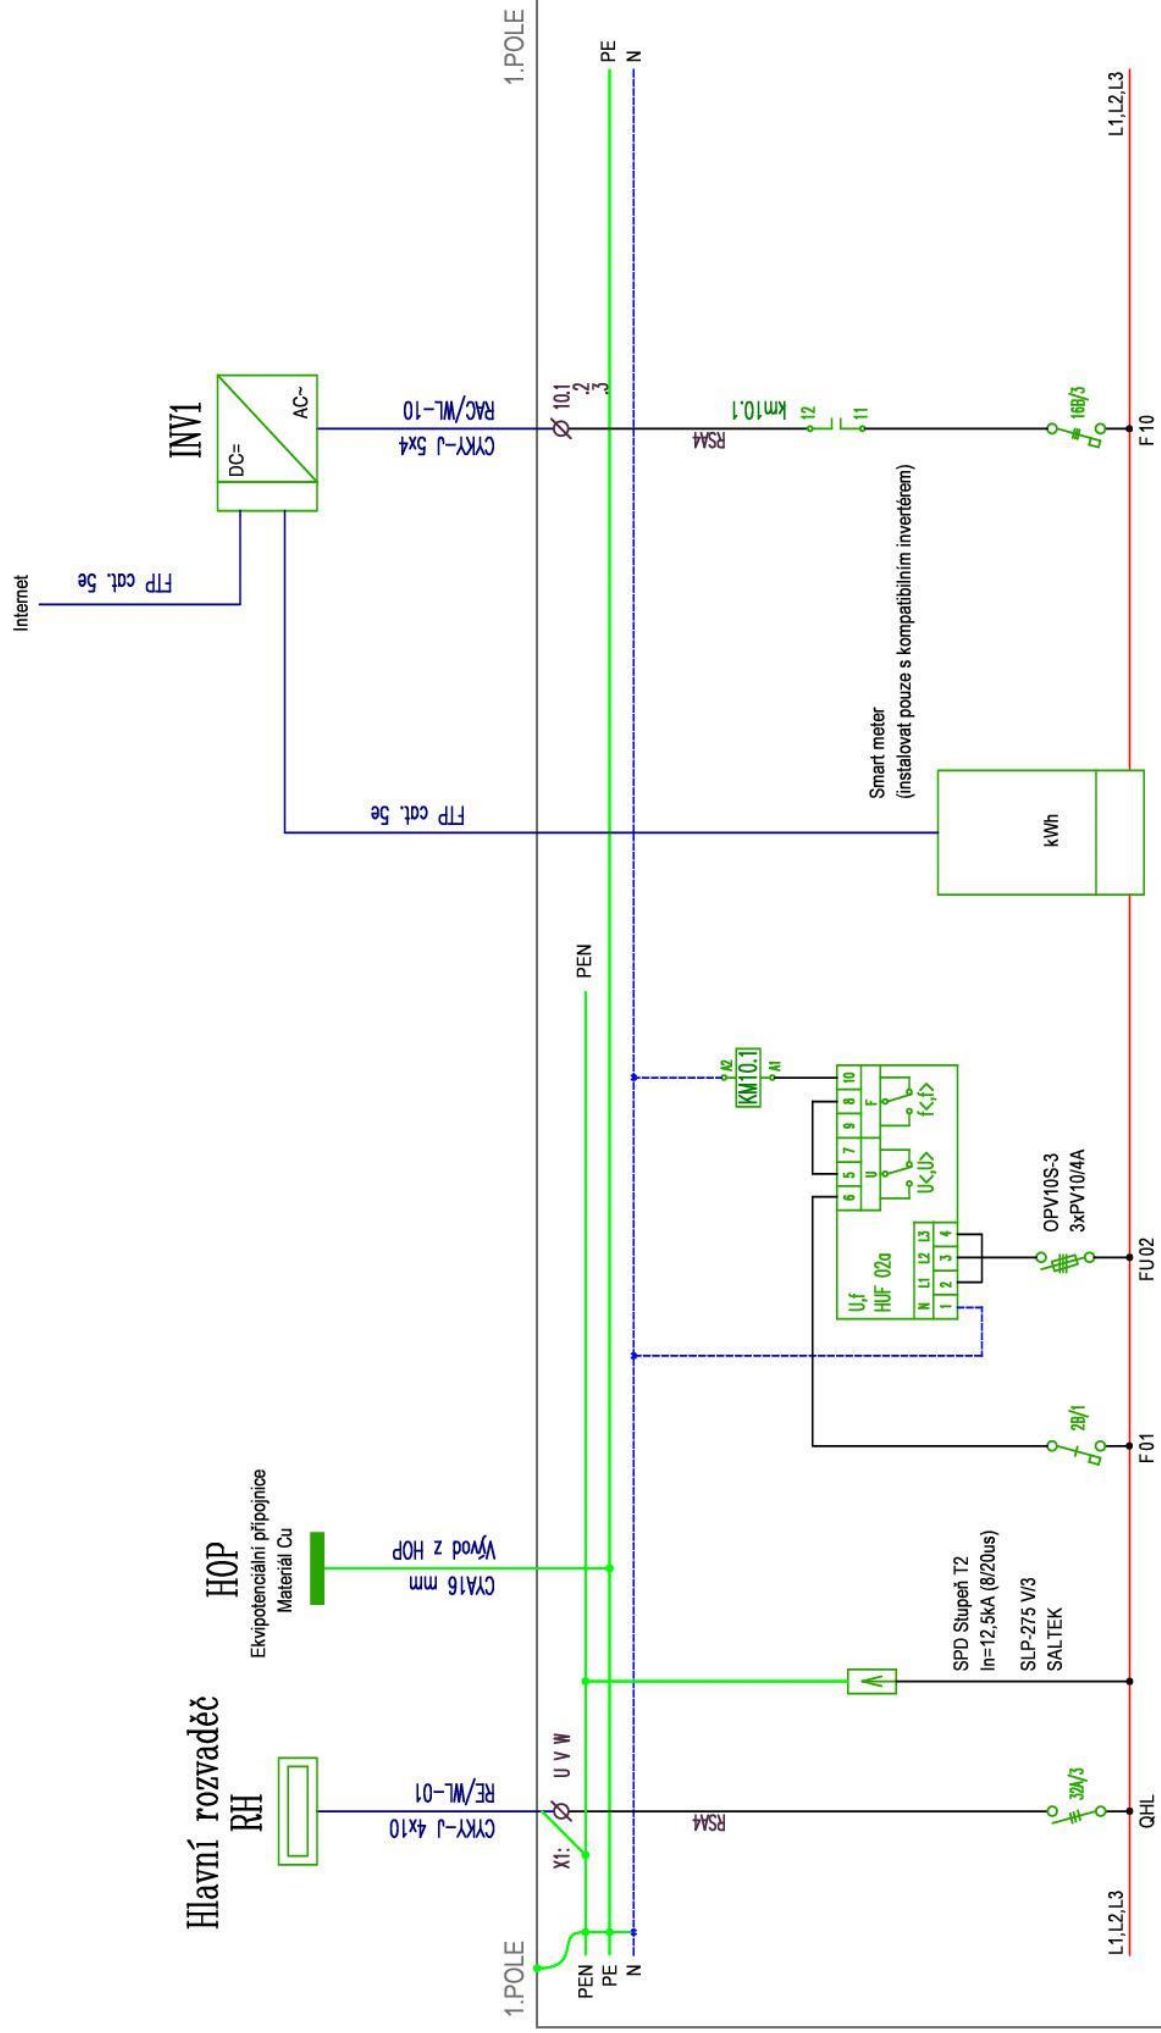 1.POLE
1.POLE
Hlavní rozvaděč
RH
CYKY-J 4x10
RE/WL-01
X1:
U V W
RSA4
32A/3
QHL
HOP
Ekvipotenciální přípojnice
Materiál Cu
CYA16 mm
Vývod z HOP
SPD Stupeň T2
In=12,5kA (8/20us)
SLP-275 V/3
SALTEK
2B/1
F01
U,f
HUF 02a
N L1 L2 L3
1 2 3 4
6 5 7 9 8 10
U F
U<,U>
f<,f>
KM10.1
A2
A1
OPV10S-3
3xPV10/4A
FU02
PEN
FTP cat. 5e
Smart meter
(instalovat pouze s kompatibilním invertérem)
kWh
Internet
FTP cat. 5e
INV1
DC=
AC~
CYKY-J 5x4
RAC/WL-10
10.1
.2
.3
RSA4
km10.1
12
11
16B/3
F10
PEN
PE
N
PE
N
L1,L2,L3
L1,L2,L3